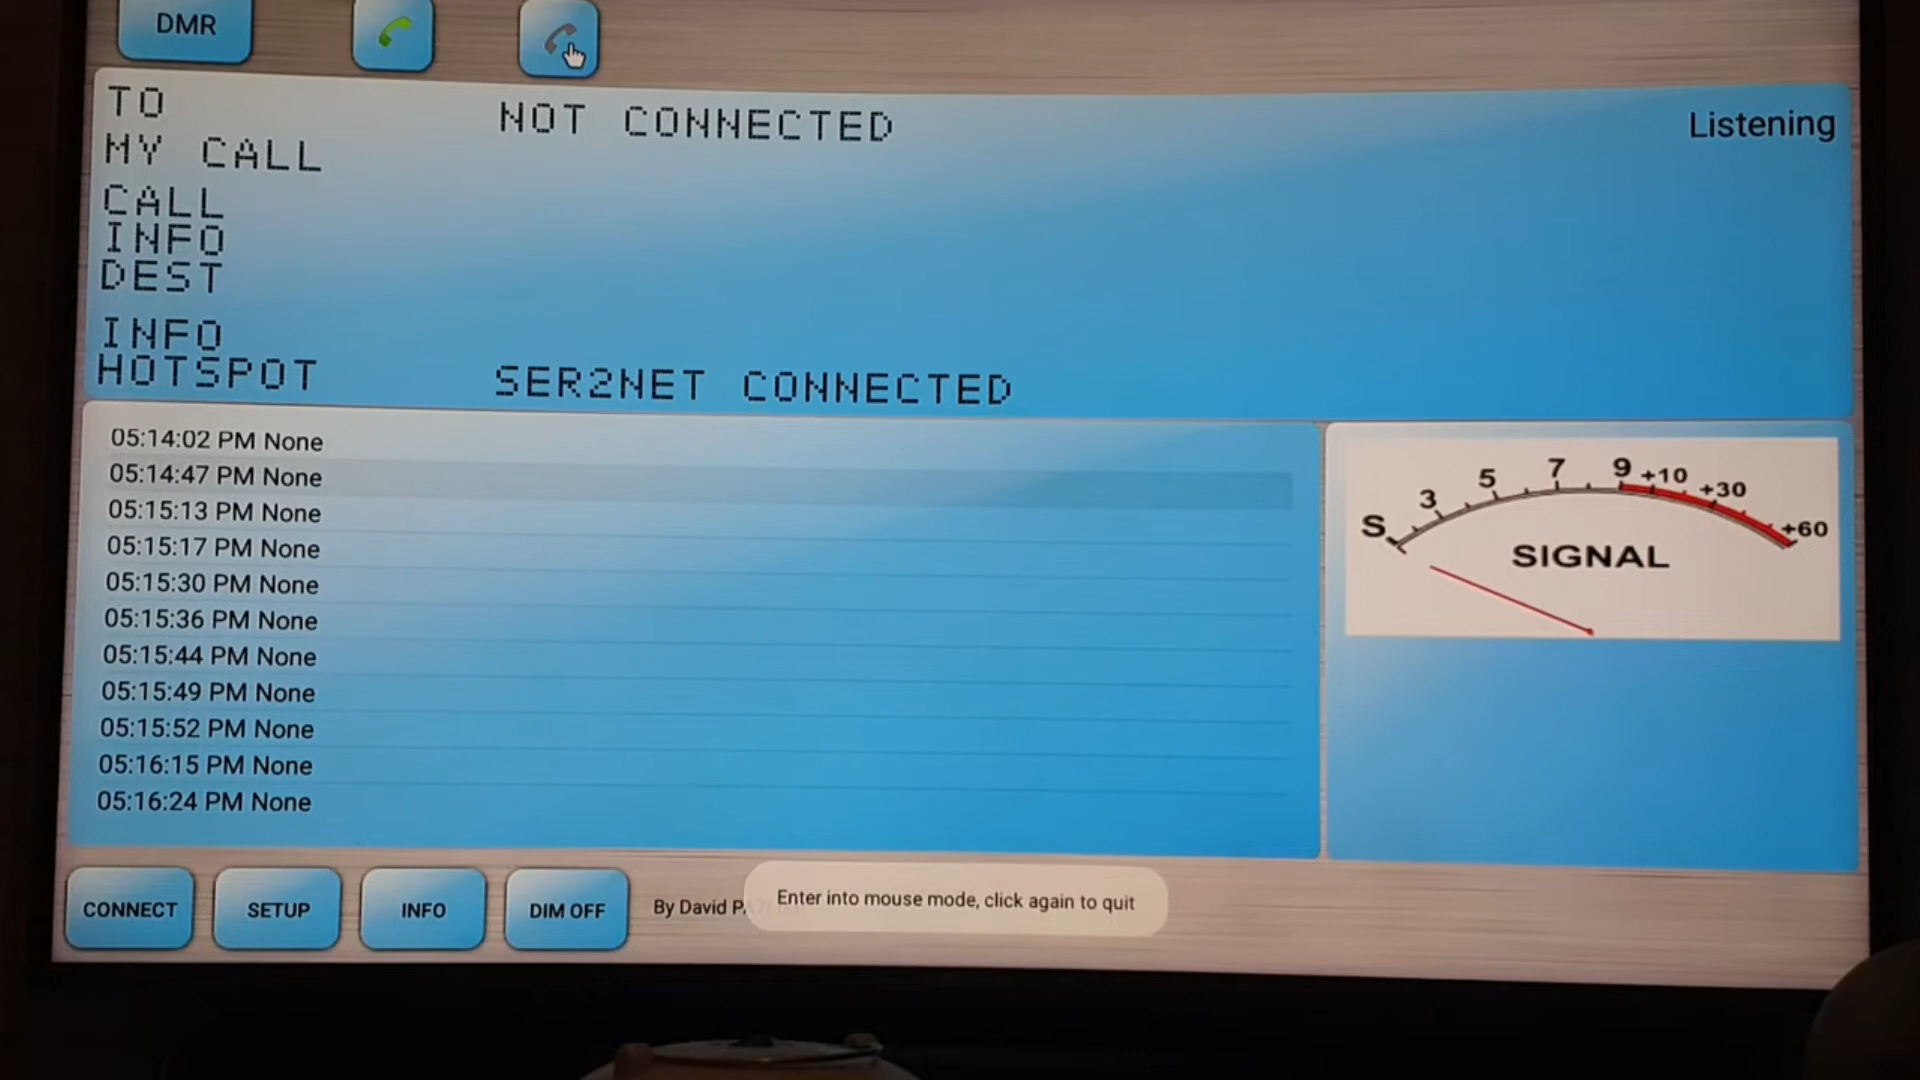 DMR
TO NOT CONNECTED Listening
MY CALL
CALL
INFO
DEST
INFO
HOTSPOT SER2NET CONNECTED
05:14:02 PM None
05:14:47 PM None
05:15:13 PM None
05:15:17 PM None
05:15:30 PM None
05:15:36 PM None
05:15:44 PM None
05:15:49 PM None
05:15:52 PM None
05:16:15 PM None
05:16:24 PM None
S 3 5 7 9 +10 +30 +60
SIGNAL
CONNECT SETUP INFO DIM OFF By David
Enter into mouse mode, click again to quit